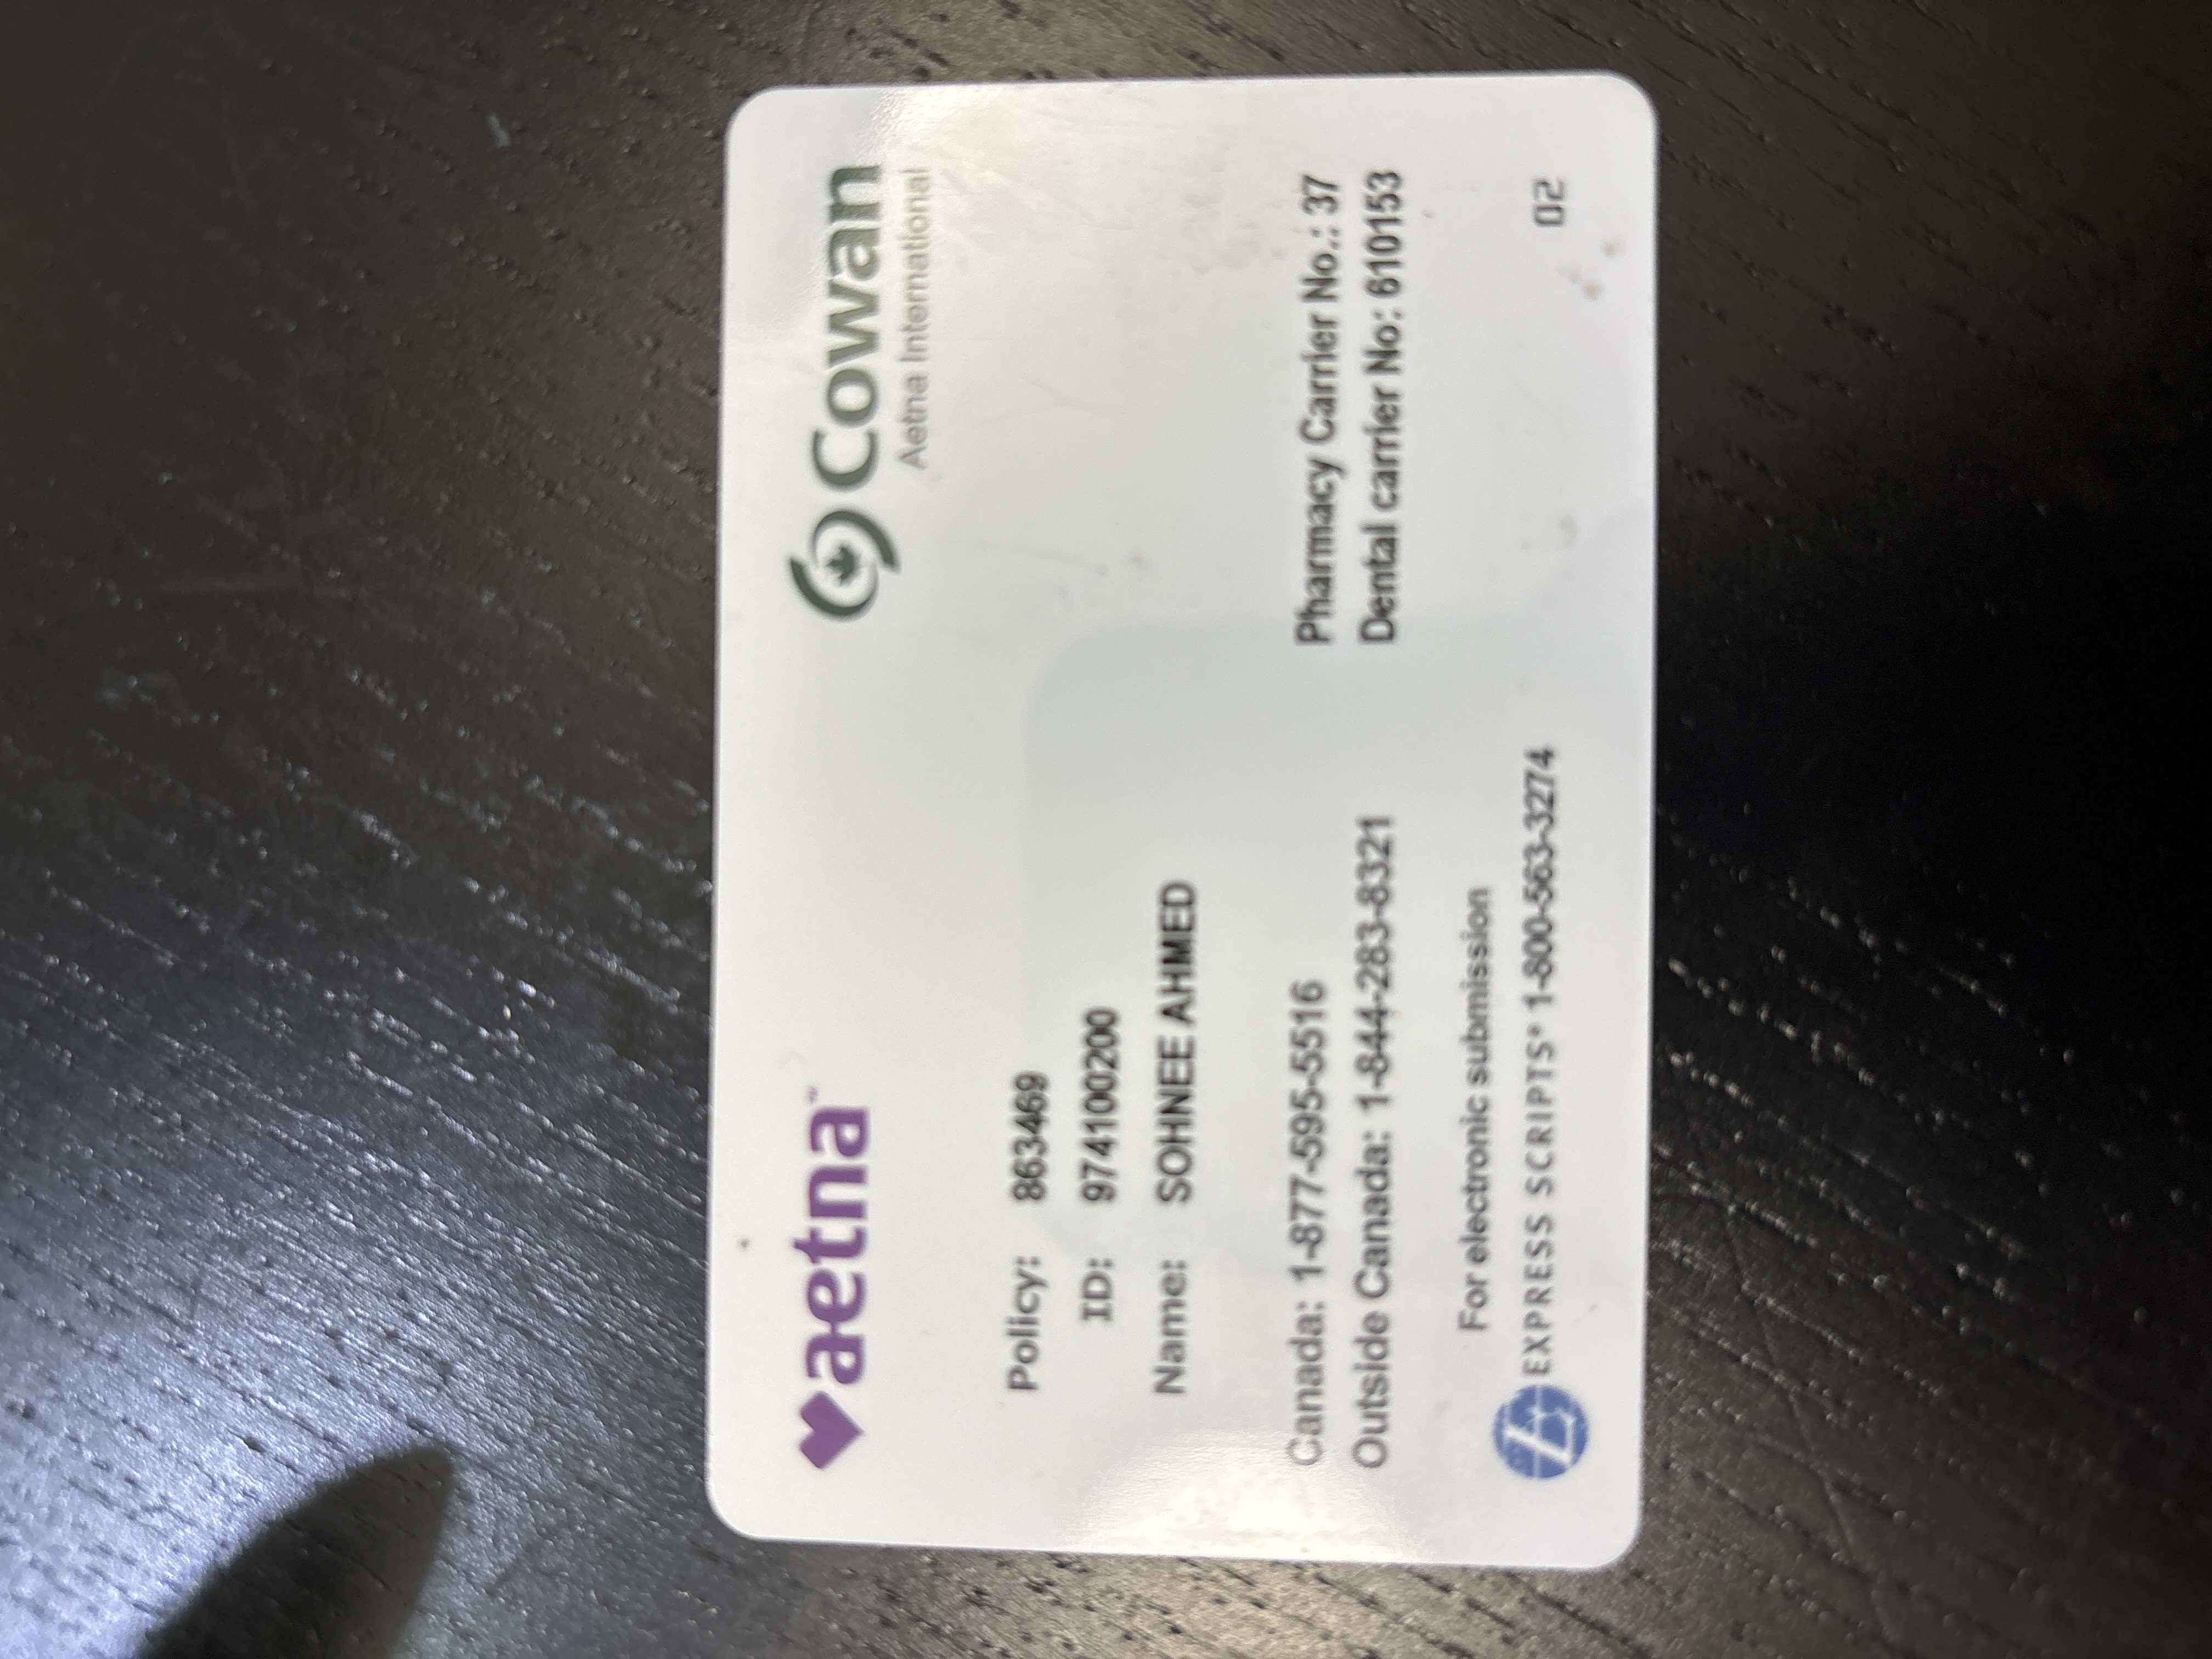 aetna™
Cowan
Aetna International
Policy: 863469
ID: 974100200
Name: SOHNEE AHMED
Canada: 1-877-595-5516
Outside Canada: 1-844-283-8321
Pharmacy Carrier No.: 37
Dental carrier No: 610153
For electronic submission
EXPRESS SCRIPTS® 1-800-563-3274
02